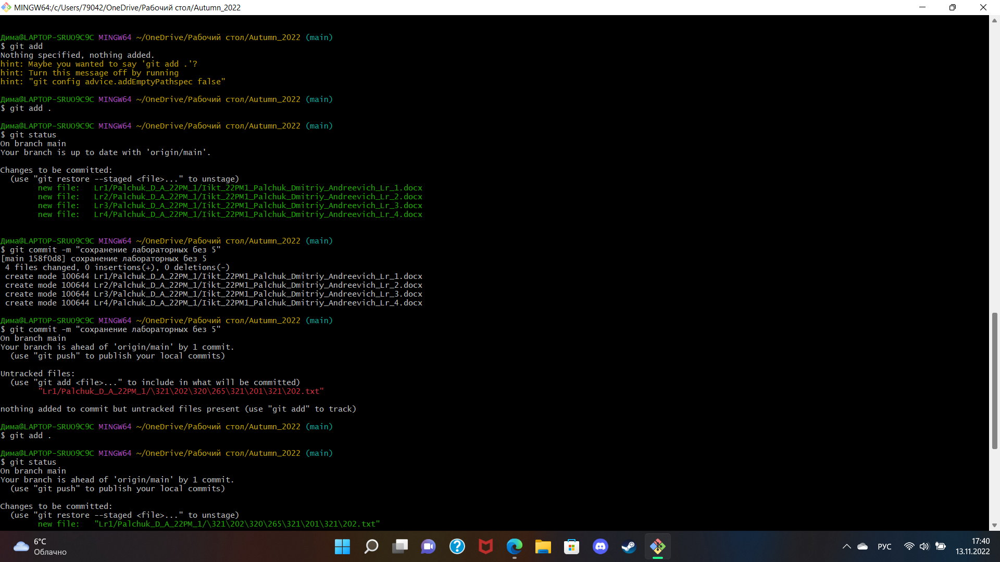 MINGW64:/c/Users/79042/OneDrive/Рабочий стол/Autumn_2022
Дима@LAPTOP-SRUO9C9C MINGW64 ~/OneDrive/Рабочий стол/Autumn_2022 (main)
$ git add
Nothing specified, nothing added.
hint: Maybe you wanted to say 'git add .'?
hint: Turn this message off by running
hint: "git config advice.addEmptyPathspec false"
Дима@LAPTOP-SRUO9C9C MINGW64 ~/OneDrive/Рабочий стол/Autumn_2022 (main)
$ git add .
Дима@LAPTOP-SRUO9C9C MINGW64 ~/OneDrive/Рабочий стол/Autumn_2022 (main)
$ git status
On branch main
Your branch is up to date with 'origin/main'.
Changes to be committed:
(use "git restore --staged <file>..." to unstage)
new file: Lr1/Palchuk_D_A_22PM_1/Iikt_22PM1_Palchuk_Dmitriy_Andreevich_Lr_1.docx
new file: Lr2/Palchuk_D_A_22PM_1/Iikt_22PM1_Palchuk_Dmitriy_Andreevich_Lr_2.docx
new file: Lr3/Palchuk_D_A_22PM_1/Iikt_22PM1_Palchuk_Dmitriy_Andreevich_Lr_3.docx
new file: Lr4/Palchuk_D_A_22PM_1/Iikt_22PM1_Palchuk_Dmitriy_Andreevich_Lr_4.docx
Дима@LAPTOP-SRUO9C9C MINGW64 ~/OneDrive/Рабочий стол/Autumn_2022 (main)
$ git commit -m "сохранение лабораторных без 5"
[main 158f0d8] сохранение лабораторных без 5
4 files changed, 0 insertions(+), 0 deletions(-)
create mode 100644 Lr1/Palchuk_D_A_22PM_1/Iikt_22PM1_Palchuk_Dmitriy_Andreevich_Lr_1.docx
create mode 100644 Lr2/Palchuk_D_A_22PM_1/Iikt_22PM1_Palchuk_Dmitriy_Andreevich_Lr_2.docx
create mode 100644 Lr3/Palchuk_D_A_22PM_1/Iikt_22PM1_Palchuk_Dmitriy_Andreevich_Lr_3.docx
create mode 100644 Lr4/Palchuk_D_A_22PM_1/Iikt_22PM1_Palchuk_Dmitriy_Andreevich_Lr_4.docx
Дима@LAPTOP-SRUO9C9C MINGW64 ~/OneDrive/Рабочий стол/Autumn_2022 (main)
$ git commit -m "сохранение лабораторных без 5"
On branch main
Your branch is ahead of 'origin/main' by 1 commit.
(use "git push" to publish your local commits)
Untracked files:
(use "git add <file>..." to include in what will be committed)
"Lr1/Palchuk_D_A_22PM_1/\321\202\320\265\321\201\321\202.txt"
nothing added to commit but untracked files present (use "git add" to track)
Дима@LAPTOP-SRUO9C9C MINGW64 ~/OneDrive/Рабочий стол/Autumn_2022 (main)
$ git add .
Дима@LAPTOP-SRUO9C9C MINGW64 ~/OneDrive/Рабочий стол/Autumn_2022 (main)
$ git status
On branch main
Your branch is ahead of 'origin/main' by 1 commit.
(use "git push" to publish your local commits)
Changes to be committed:
(use "git restore --staged <file>..." to unstage)
new file: "Lr1/Palchuk_D_A_22PM_1/\321\202\320\265\321\201\321\202.txt"
6°C
Облачно
РУС
17:40
13.11.2022